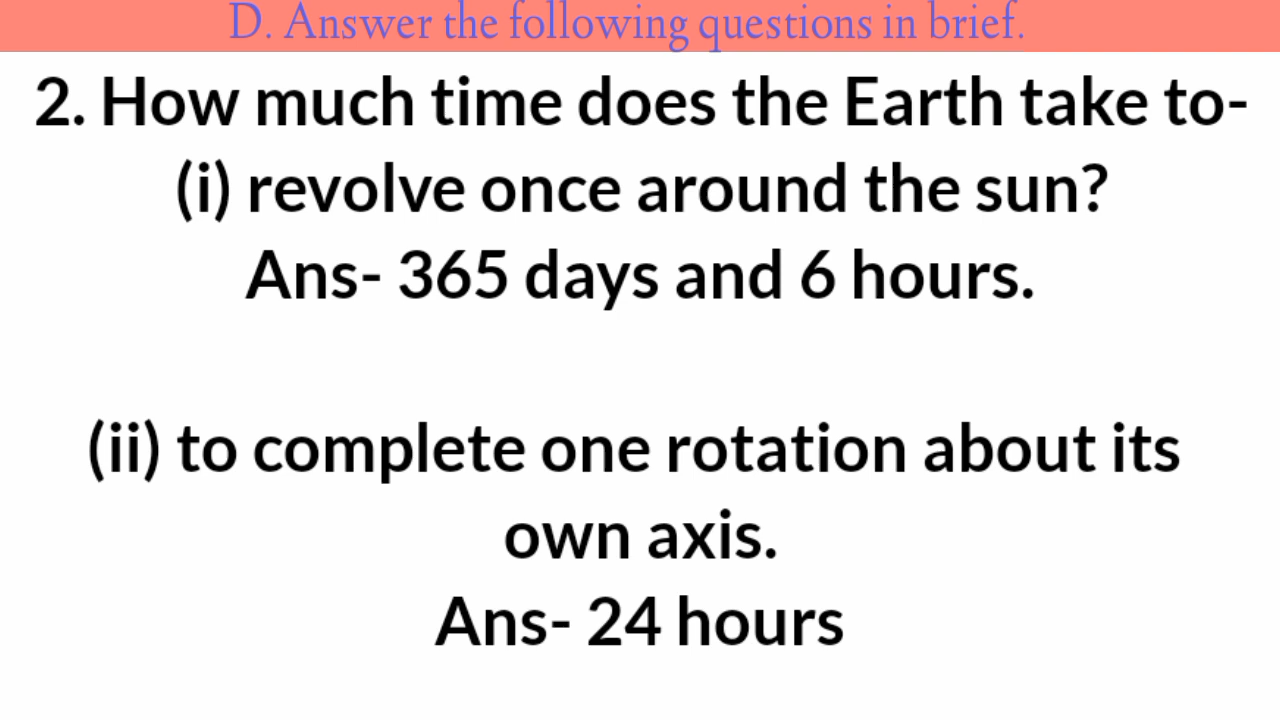 D. Answer the following questions in brief.
2. How much time does the Earth take to-
(i) revolve once around the sun?
Ans- 365 days and 6 hours.
(ii) to complete one rotation about its
own axis.
Ans- 24 hours